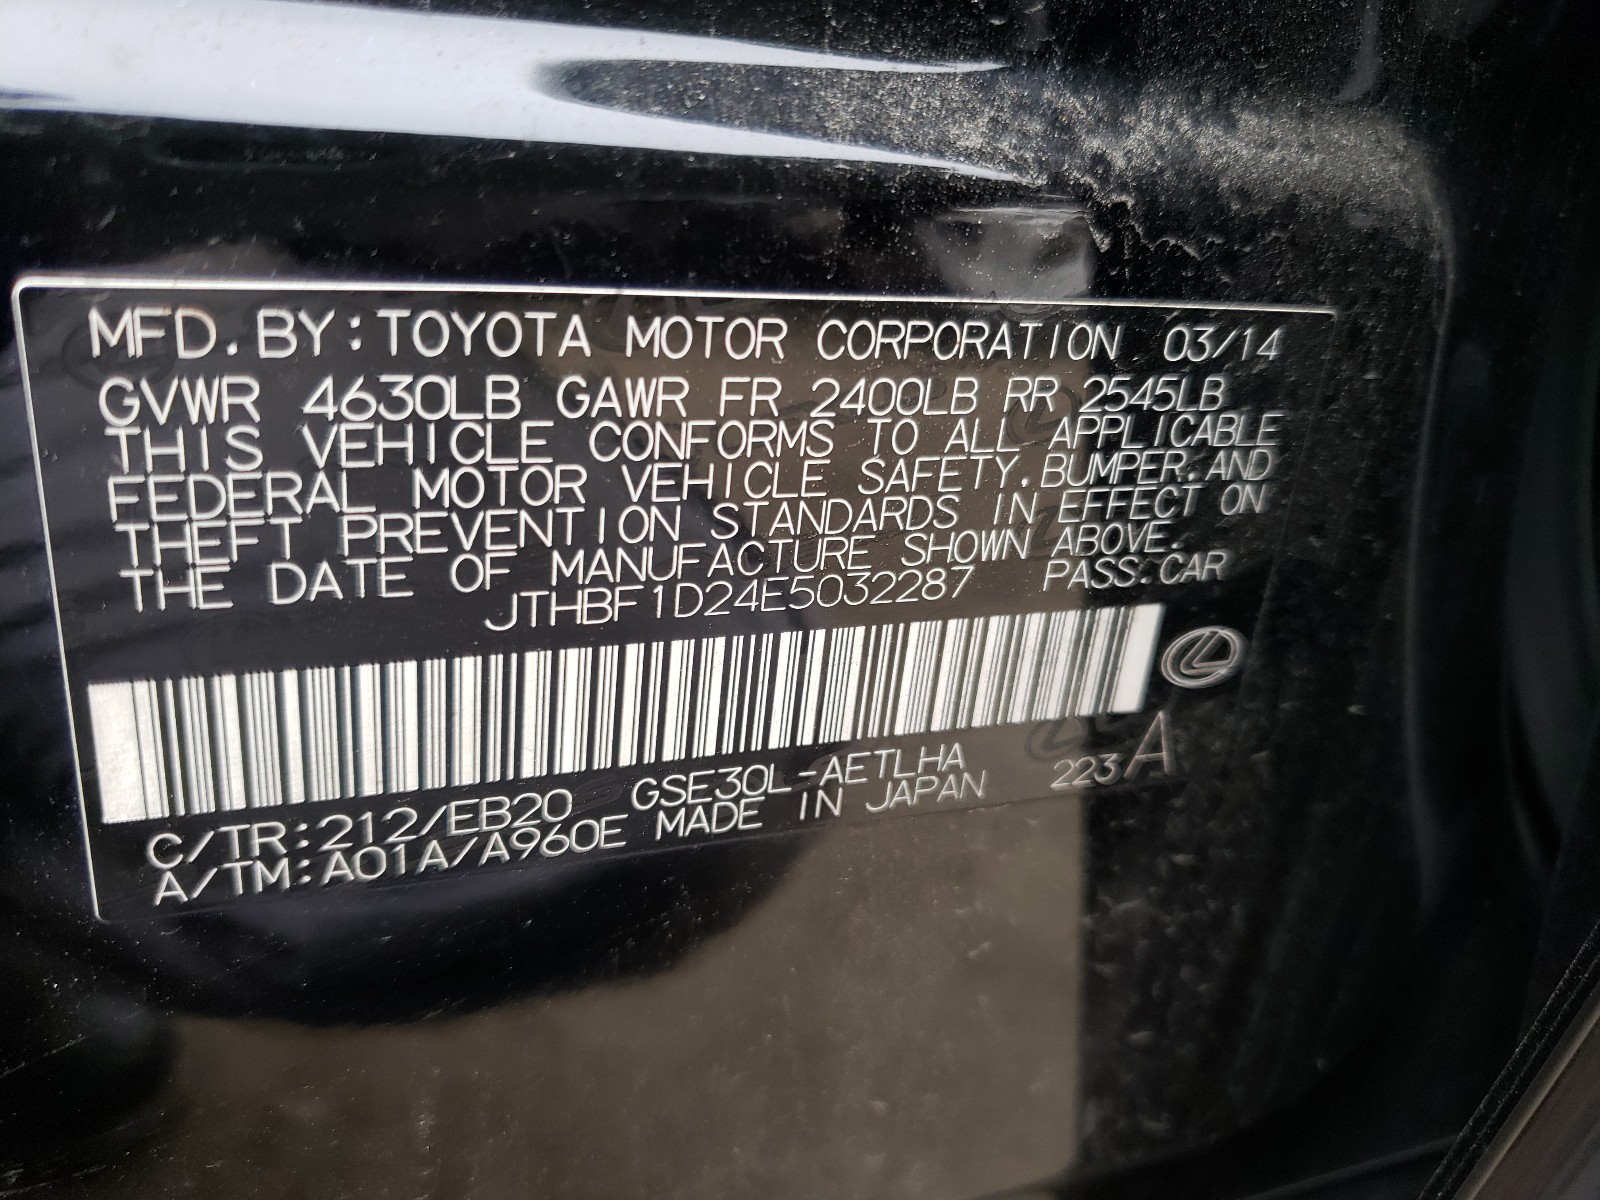 MFD. BY: TOYOTA MOTOR CORPORATION 03/14
GVWR 4630LB GAWR FR 2400LB RR 2545LB
THIS VEHICLE CONFORMS TO ALL APPLICABLE
FEDERAL MOTOR VEHICLE SAFETY, BUMPER, AND
THEFT PREVENTION STANDARDS IN EFFECT ON
THE DATE OF MANUFACTURE SHOWN ABOVE.
JTHBF1D24E5032287 PASS. CAR
C/TR:212/EB20 GSE30L-AETLHA 223A
A/TM:A01A/A960E MADE IN JAPAN